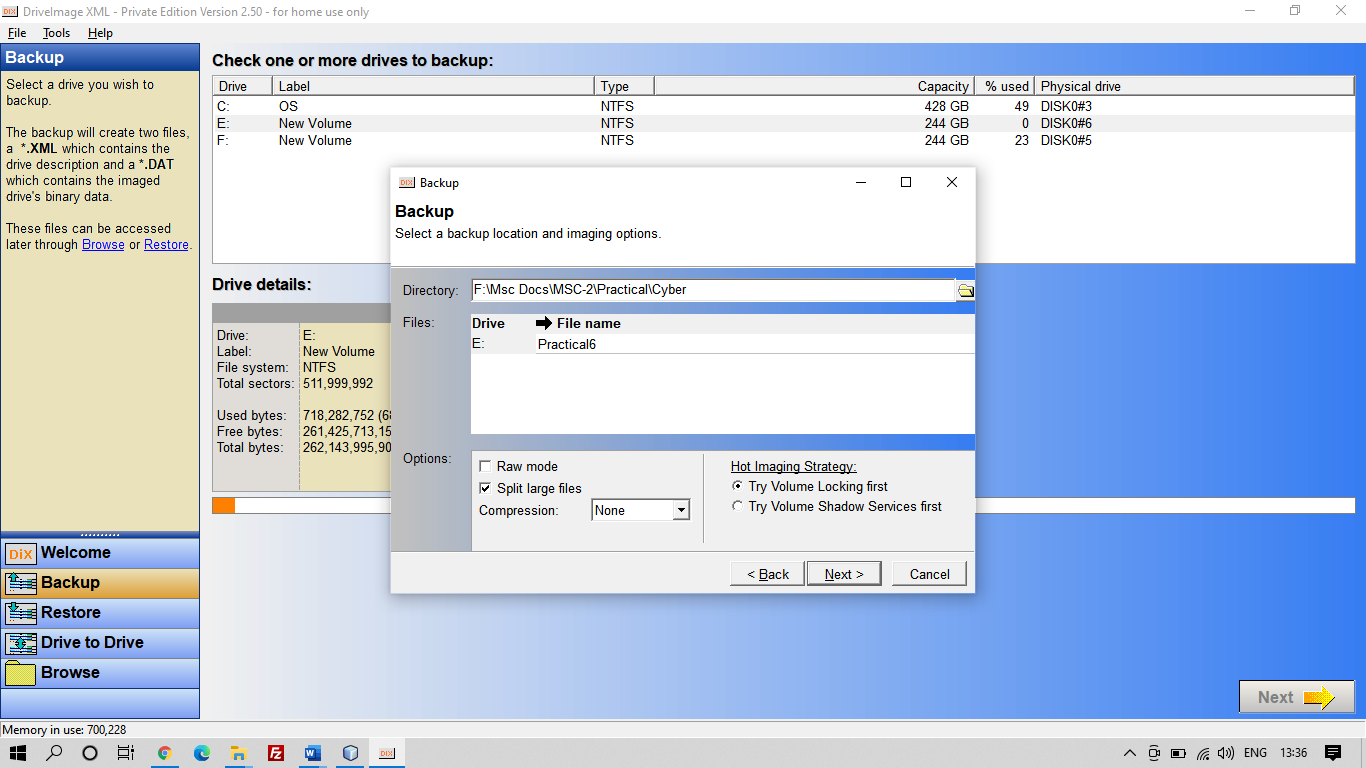 DiX DriveImage XML - Private Edition Version 2.50 - for home use only
File Tools Help
Backup
Select a drive you wish to
backup.
The backup will create two files,
a *.XML which contains the
drive description and a *.DAT
which contains the imaged
drive's binary data.
These files can be accessed
later through Browse or Restore.
Check one or more drives to backup:
Drive Label Type Capacity % used Physical drive
C: OS NTFS 428 GB 49 DISK0#3
E: New Volume NTFS 244 GB 0 DISK0#6
F: New Volume NTFS 244 GB 23 DISK0#5
Drive details:
Drive: E:
Label: New Volume
File system: NTFS
Total sectors: 511,999,992
Used bytes: 718,282,752 (68
Free bytes: 261,425,713,15
Total bytes: 262,143,995,90
DiX Backup
Backup
Select a backup location and imaging options.
Directory: F:\Msc Docs\MSC-2\Practical\Cyber
Files:
Drive File name
E: Practical6
Options:
Raw mode
Split large files
Compression: None
Hot Imaging Strategy:
Try Volume Locking first
Try Volume Shadow Services first
< Back Next > Cancel
DiX Welcome
Backup
Restore
Drive to Drive
Browse
Next
Memory in use: 700,228
Fz W DiX ENG 13:36